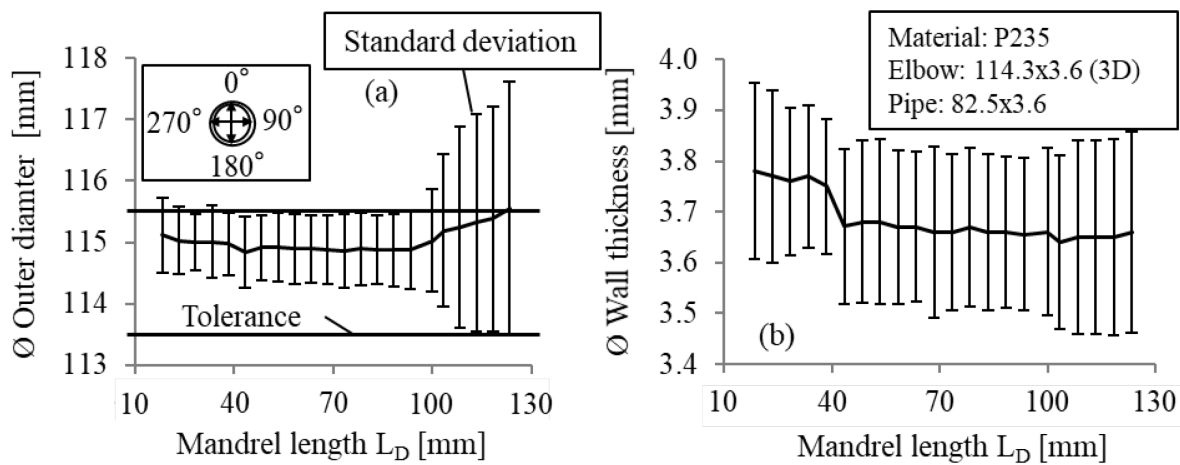 Standard deviation
118
117
116
115
114
113
Ø Outer diamter [mm]
(a)
0°
270° 90°
180°
Tolerance
10 40 70 100 130
Mandrel length L_D [mm]
Material: P235
Elbow: 114.3x3.6 (3D)
Pipe: 82.5x3.6
4.0
3.9
3.8
3.7
3.6
3.5
3.4
Ø Wall thickness [mm]
(b)
10 40 70 100 130
Mandrel length L_D [mm]